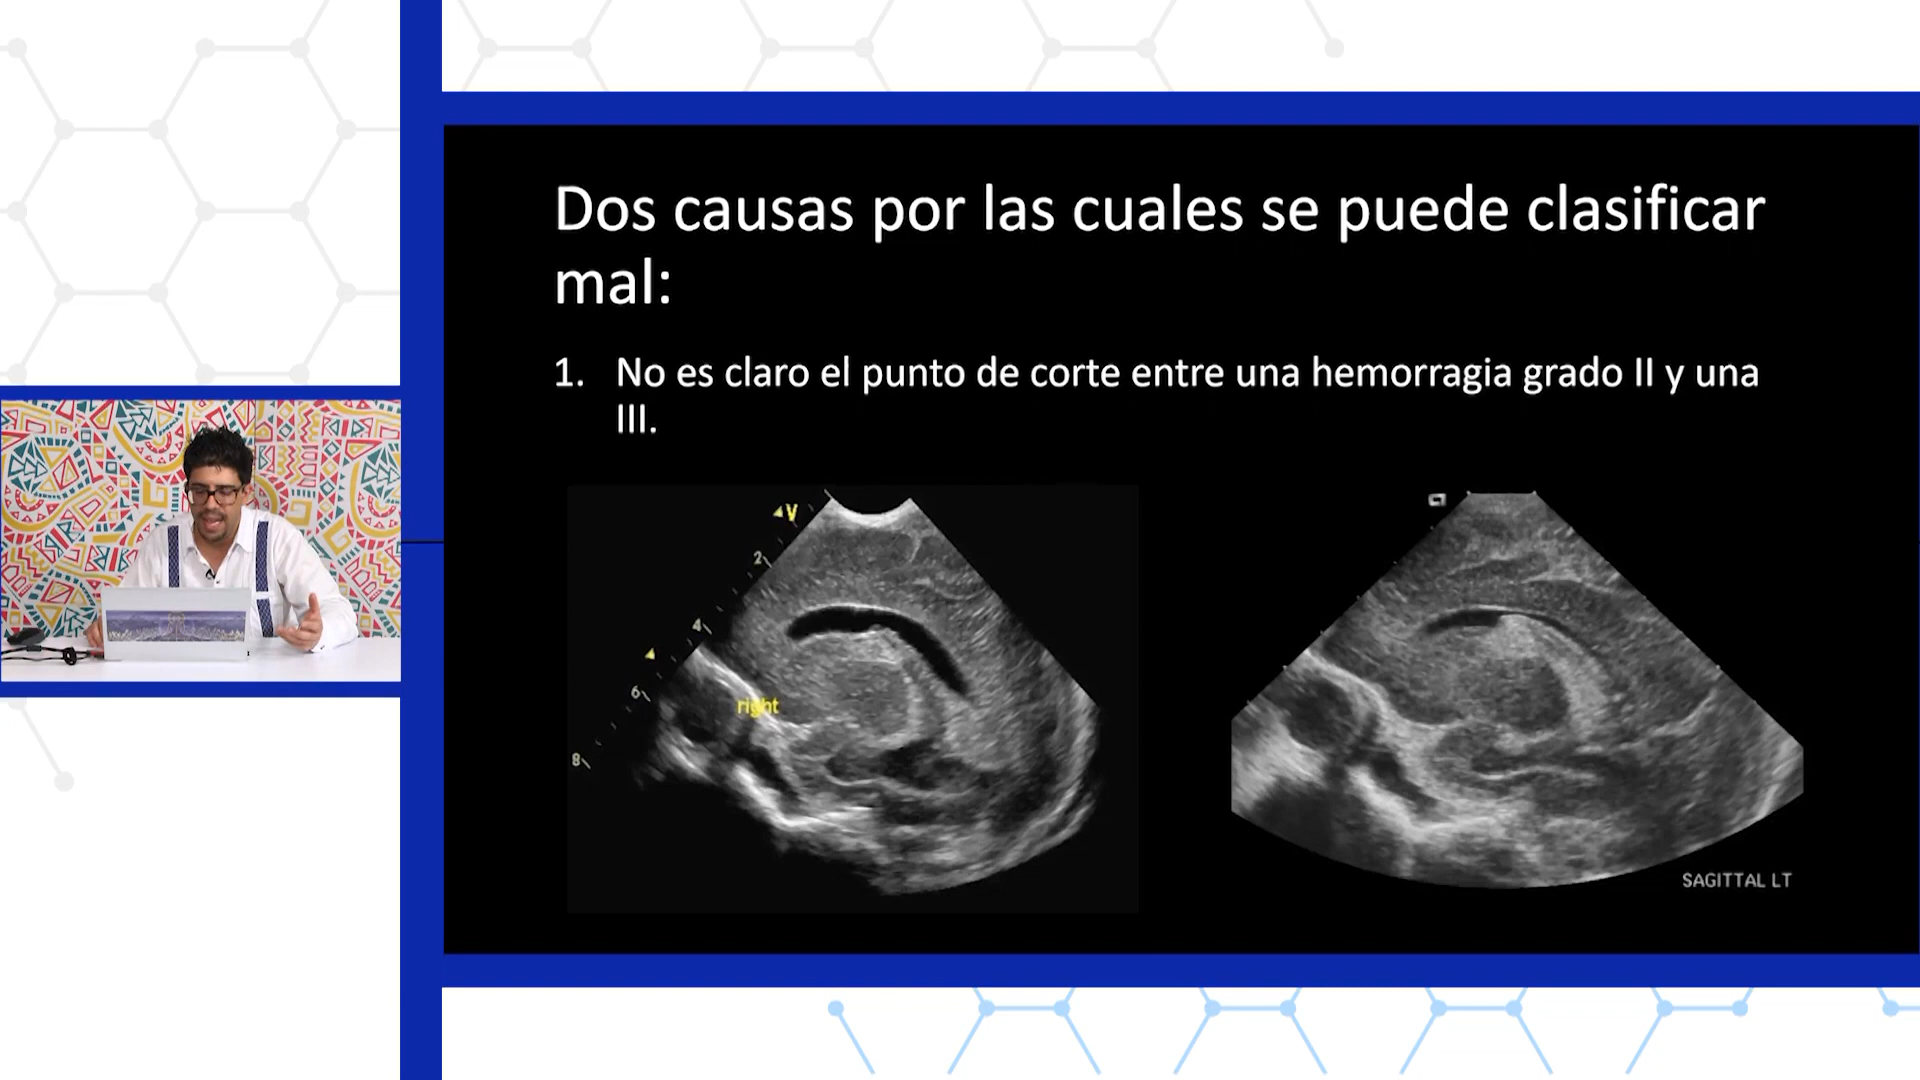 Dos causas por las cuales se puede clasificar
mal:
1. No es claro el punto de corte entre una hemorragia grado II y una
III.
V
2
4
6
8
right
SAGITTAL LT